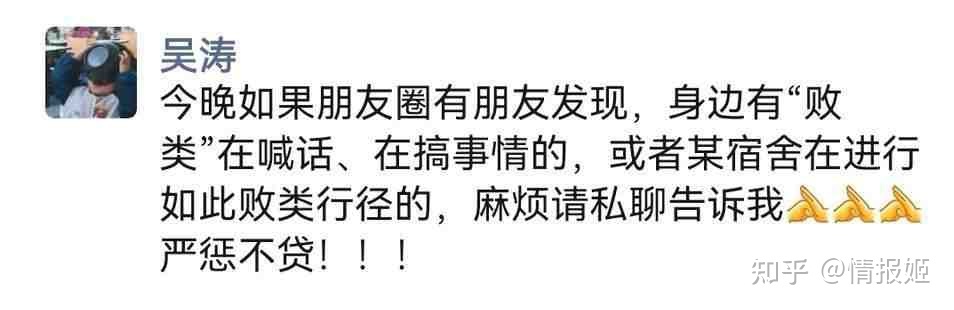 吴涛
今晚如果朋友圈有朋友发现，身边有“败
类”在喊话、在搞事情的，或者某宿舍在进行
如此败类行径的，麻烦请私聊告诉我
严惩不贷！！！
知乎 @情报姬